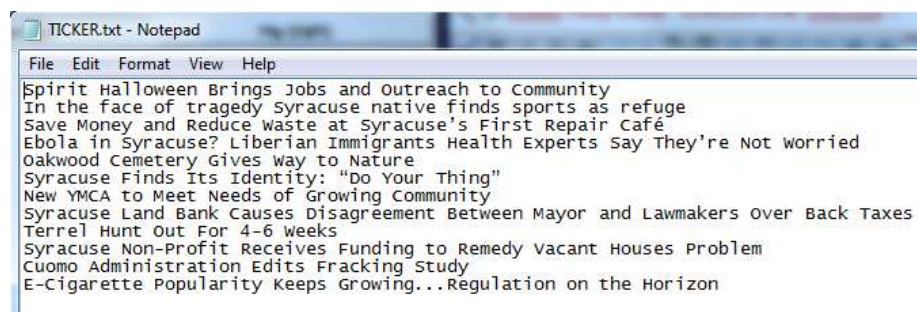 TICKER.txt - Notepad
File Edit Format View Help
Spirit Halloween Brings Jobs and Outreach to Community
In the face of tragedy Syracuse native finds sports as refuge
Save Money and Reduce Waste at Syracuse’s First Repair Café
Ebola in Syracuse? Liberian Immigrants Health Experts Say They’re Not Worried
Oakwood Cemetery Gives Way to Nature
Syracuse Finds Its Identity: “Do Your Thing”
New YMCA to Meet Needs of Growing Community
Syracuse Land Bank Causes Disagreement Between Mayor and Lawmakers Over Back Taxes
Terrel Hunt Out For 4-6 Weeks
Syracuse Non-Profit Receives Funding to Remedy Vacant Houses Problem
Cuomo Administration Edits Fracking Study
E-Cigarette Popularity Keeps Growing...Regulation on the Horizon